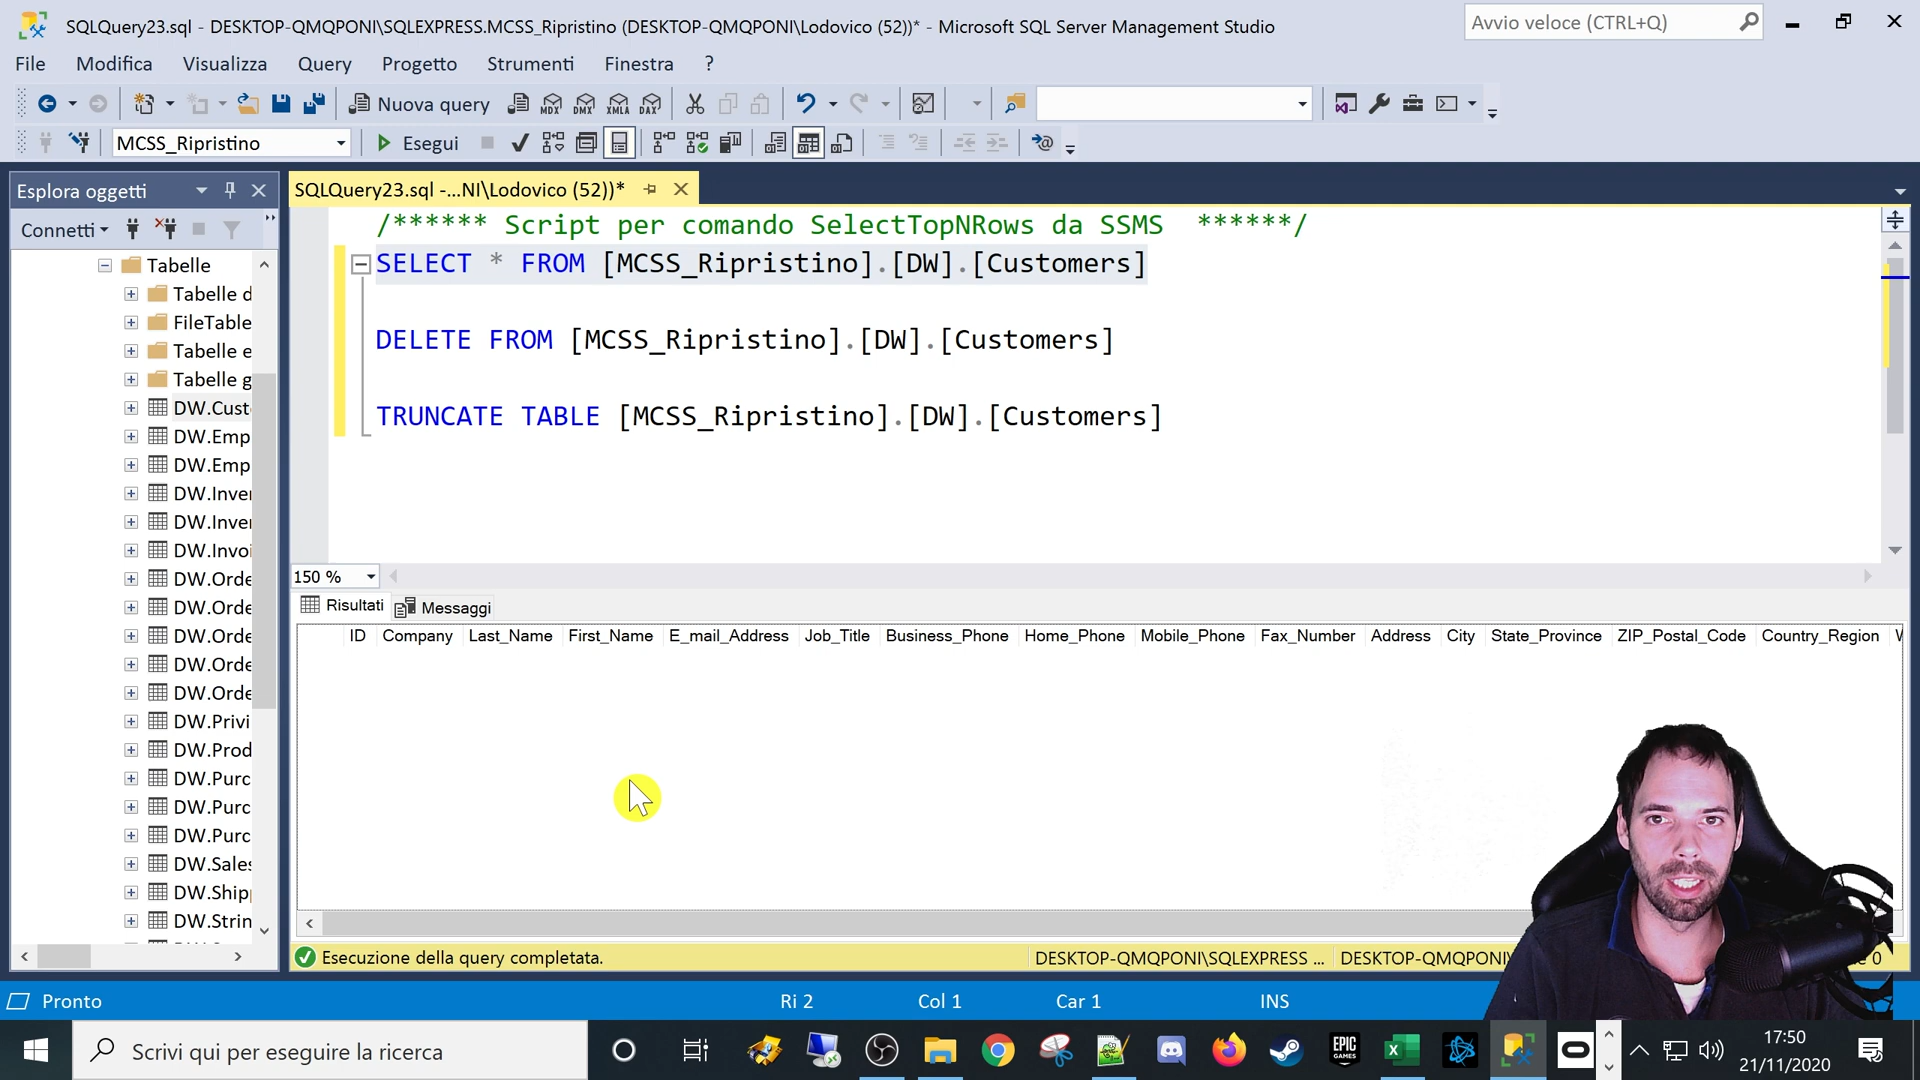 SQLQuery23.sql - DESKTOP-QMQPONI\SQLEXPRESS.MCSS_Ripristino (DESKTOP-QMQPONI\Lodovico (52))* - Microsoft SQL Server Management Studio
Avvio veloce (CTRL+Q)
File Modifica Visualizza Query Progetto Strumenti Finestra ?
Nuova query
MDX DMX XMLA DAX
MCSS_Ripristino
Esegui
Esplora oggetti
SQLQuery23.sql -...NI\Lodovico (52))*
Connetti
Tabelle
Tabelle d
FileTable
Tabelle e
Tabelle g
DW.Cust
DW.Emp
DW.Emp
DW.Inver
DW.Inver
DW.Invoi
DW.Orde
DW.Orde
DW.Orde
DW.Orde
DW.Orde
DW.Privi
DW.Prod
DW.Purc
DW.Purc
DW.Purc
DW.Sales
DW.Ship
DW.Strin
/****** Script per comando SelectTopNRows da SSMS  ******/
SELECT * FROM [MCSS_Ripristino].[DW].[Customers]
DELETE FROM [MCSS_Ripristino].[DW].[Customers]
TRUNCATE TABLE [MCSS_Ripristino].[DW].[Customers]
150 %
Risultati Messaggi
ID Company Last_Name First_Name E_mail_Address Job_Title Business_Phone Home_Phone Mobile_Phone Fax_Number Address City State_Province ZIP_Postal_Code Country_Region
Esecuzione della query completata.
DESKTOP-QMQPONI\SQLEXPRESS ... DESKTOP-QMQPONI\
0
Pronto
Ri 2 Col 1 Car 1 INS
Scrivi qui per eseguire la ricerca
EPIC GAMES
17:50
21/11/2020